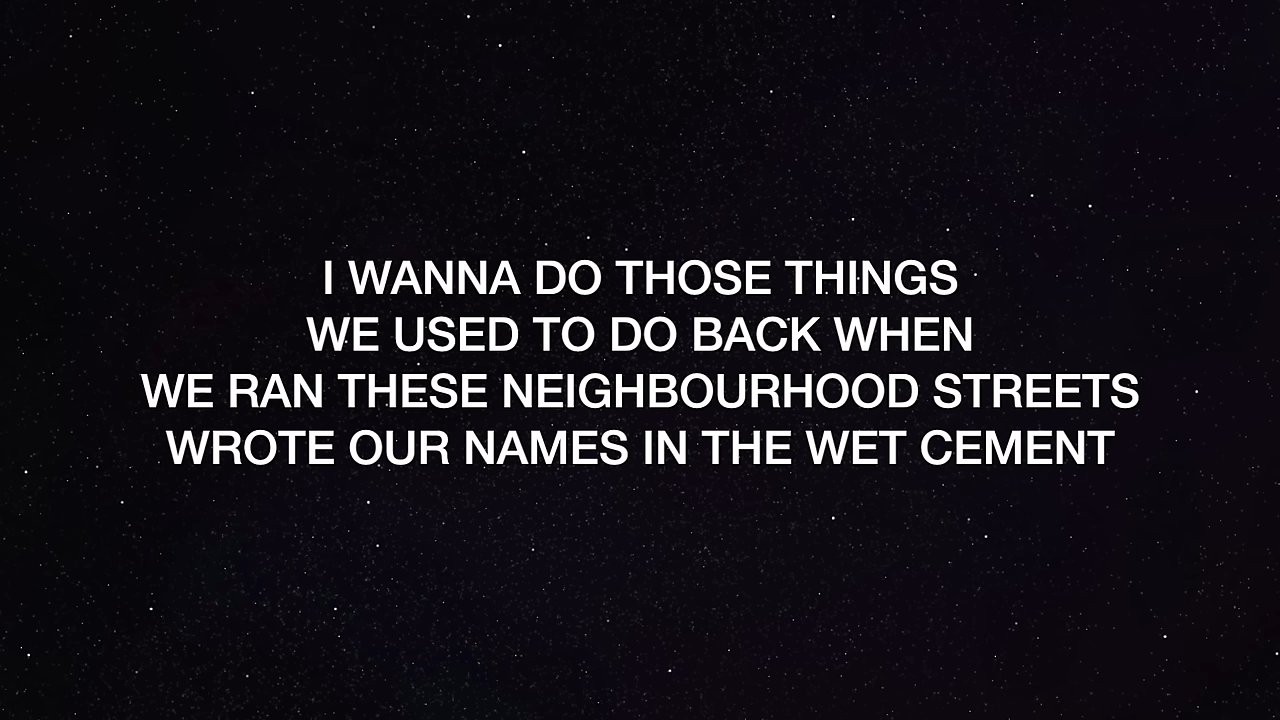 I WANNA DO THOSE THINGS
WE USED TO DO BACK WHEN
WE RAN THESE NEIGHBOURHOOD STREETS
WROTE OUR NAMES IN THE WET CEMENT